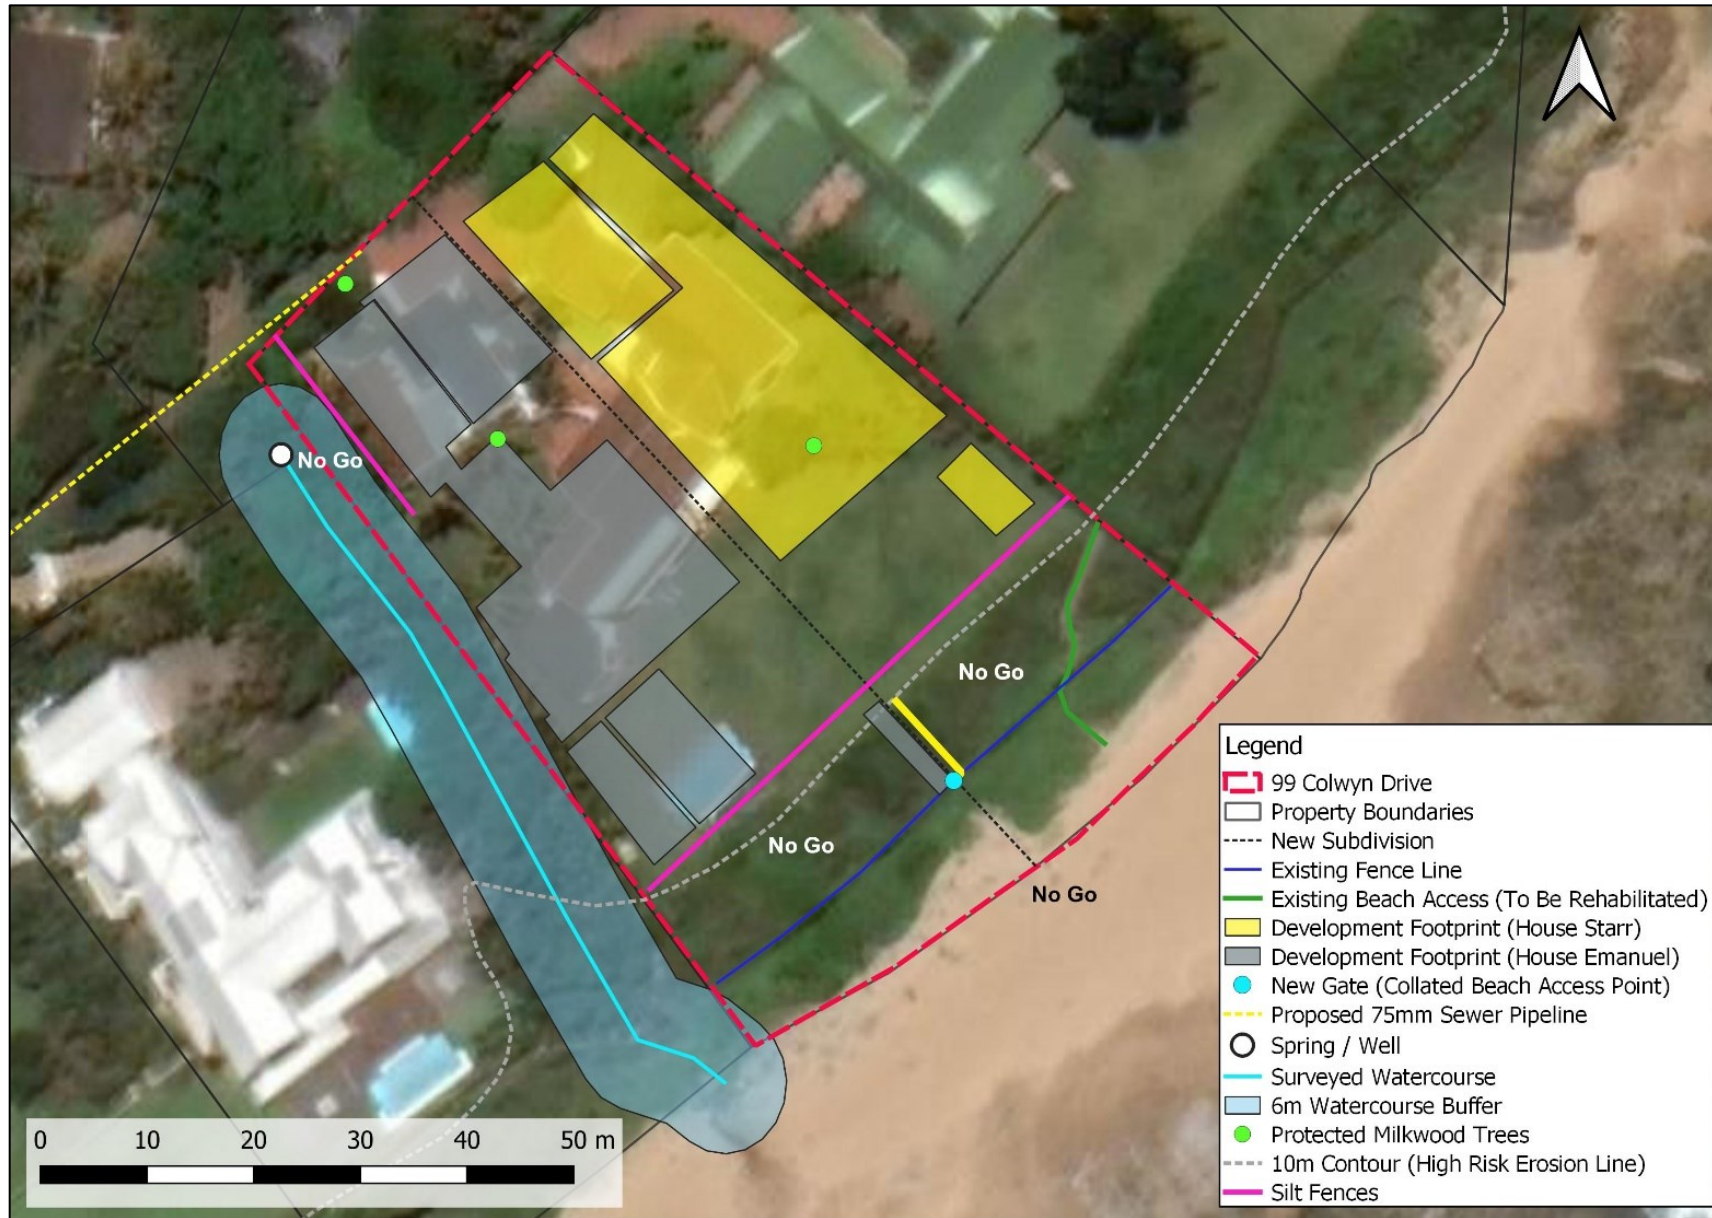 No Go
No Go
No Go
No Go
Legend
99 Colwyn Drive
Property Boundaries
New Subdivision
Existing Fence Line
Existing Beach Access (To Be Rehabilitated)
Development Footprint (House Starr)
Development Footprint (House Emanuel)
New Gate (Collated Beach Access Point)
Proposed 75mm Sewer Pipeline
Spring / Well
Surveyed Watercourse
6m Watercourse Buffer
Protected Milkwood Trees
10m Contour (High Risk Erosion Line)
Silt Fences
0 10 20 30 40 50 m